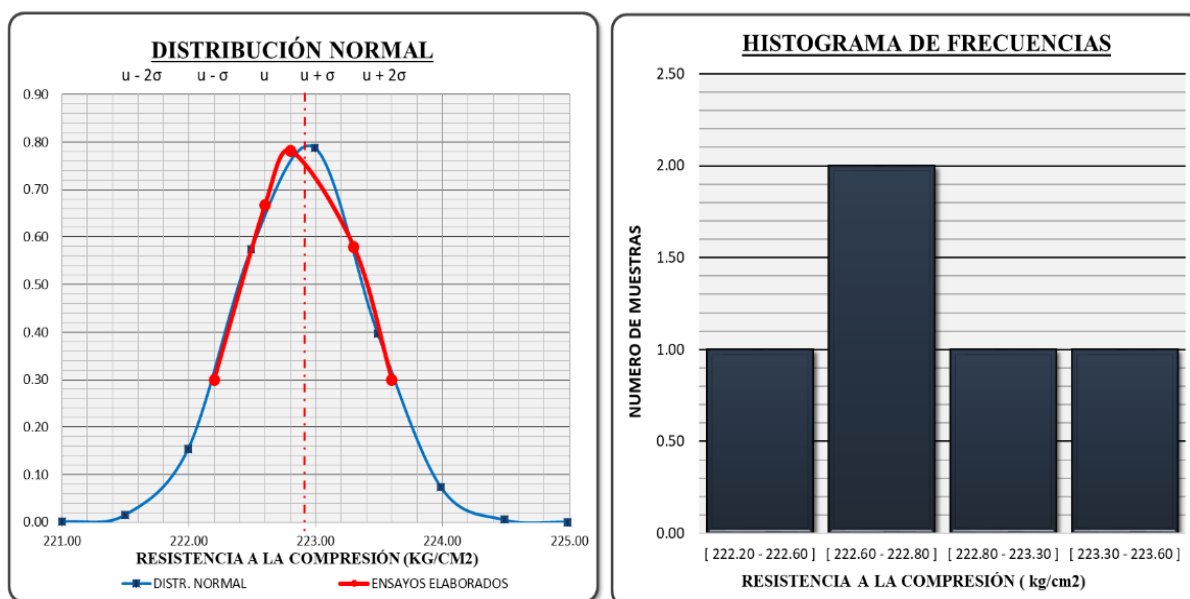 DISTRIBUCIÓN NORMAL
u - 2σ u - σ u u + σ u + 2σ
0.90
0.80
0.70
0.60
0.50
0.40
0.30
0.20
0.10
0.00
221.00 222.00 223.00 224.00 225.00
RESISTENCIA A LA COMPRESIÓN (KG/CM2)
DISTR. NORMAL ENSAYOS ELABORADOS
HISTOGRAMA DE FRECUENCIAS
NUMERO DE MUESTRAS
2.50
2.00
1.50
1.00
0.50
0.00
[ 222.20 - 222.60 ] [ 222.60 - 222.80 ] [ 222.80 - 223.30 ] [ 223.30 - 223.60 ]
RESISTENCIA A LA COMPRESIÓN ( kg/cm2)